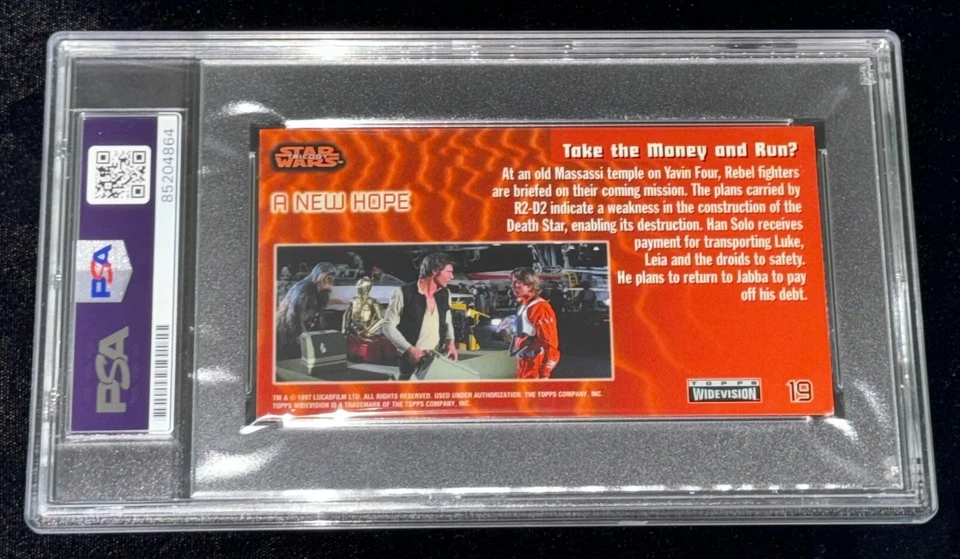 PSA
PSA
85204864
STAR
TRILOGY
WARS
A NEW HOPE
Take the Money and Run?
At an old Massassi temple on Yavin Four, Rebel fighters
are briefed on their coming mission. The plans carried by
R2-D2 indicate a weakness in the construction of the
Death Star, enabling its destruction. Han Solo receives
payment for transporting Luke,
Leia and the droids to safety.
He plans to return to Jabba to pay
off his debt.
TM & © 1997 LUCASFILM LTD. ALL RIGHTS RESERVED. USED UNDER AUTHORIZATION. THE TOPPS COMPANY, INC.
TOPPS WIDEVISION IS A TRADEMARK OF THE TOPPS COMPANY, INC.
TOPPS
WIDEVISION
19